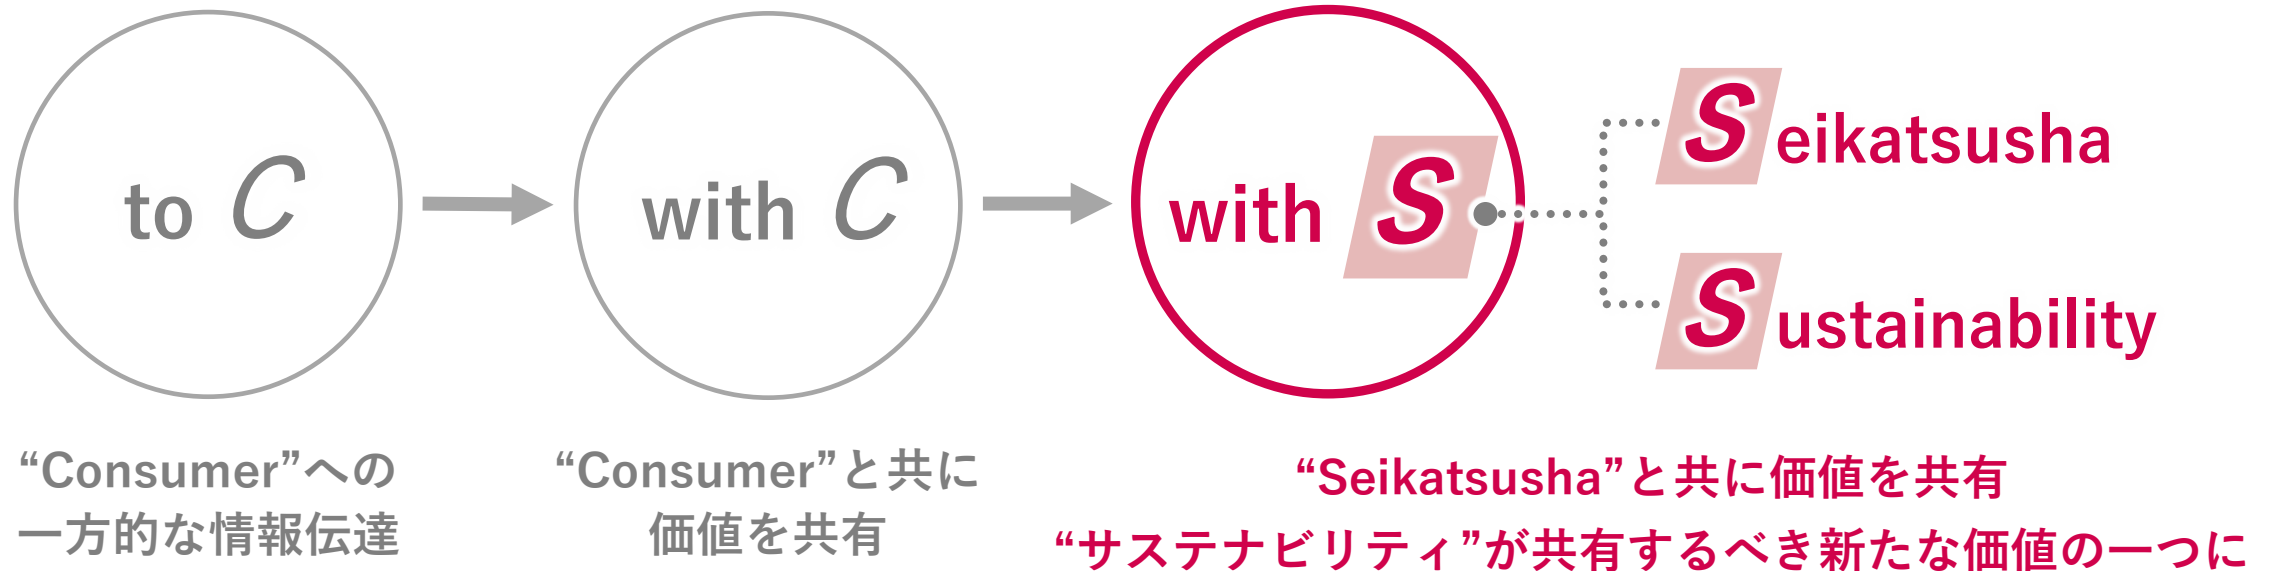 to C
with C
with S
Seikatsusha
Sustainability
“Consumer”への
一方的な情報伝達
“Consumer”と共に
価値を共有
“Seikatsusha”と共に価値を共有
“サステナビリティ”が共有するべき新たな価値の一つに